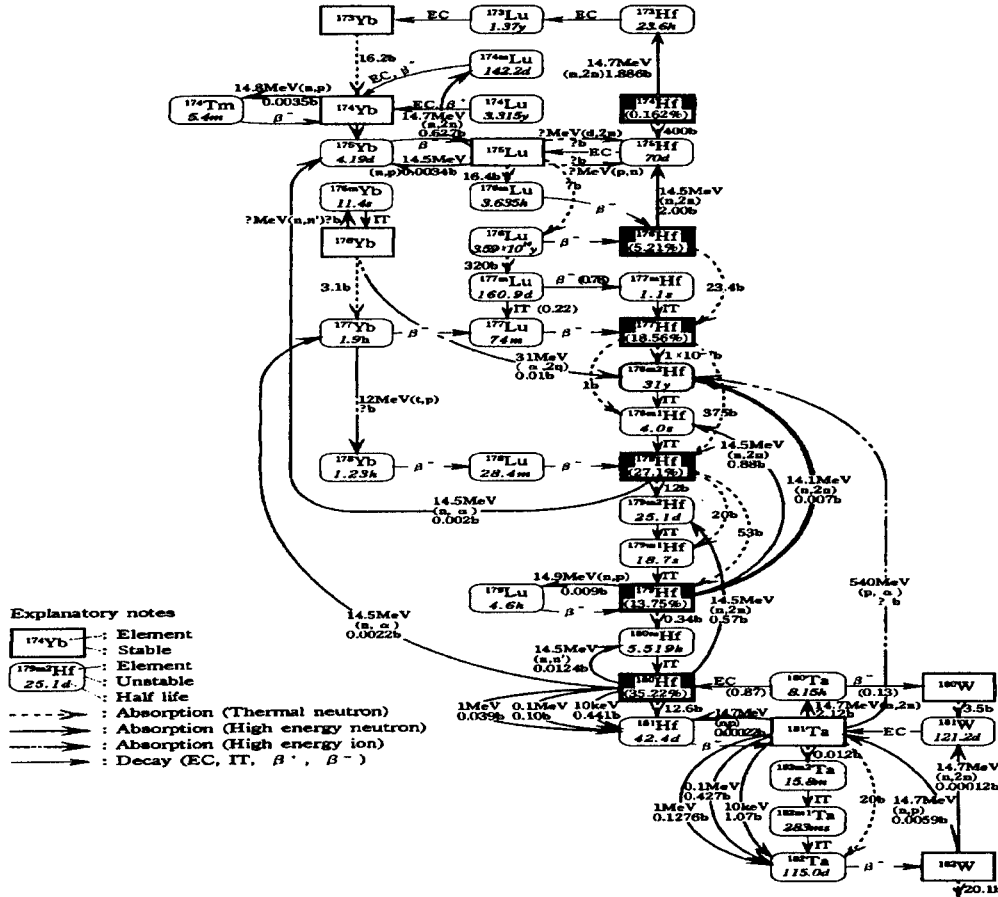 ¹⁷³Yb
EC
¹⁷³Lu
1.37y
EC
¹⁷³Hf
23.6h
16.2b
¹⁷⁴ᵐLu
142.2d
EC, β⁻
14.7MeV
(n,2n)1.886b
¹⁷⁴Tm
5.4m
14.8MeV(n,p)
0.0035b
β⁻
¹⁷⁴Yb
EC, β⁺
¹⁷⁴Lu
3.315y
¹⁷⁴Hf
(0.162%)
14.7MeV
(n,2n)
0.627b
400b
¹⁷⁵Yb
4.19d
β⁻
14.5MeV
(n,p)0.0034b
¹⁷⁵Lu
?MeV(d,2n)
?b
EC
?b
?MeV(p,n)
¹⁷⁵Hf
70d
16.4b
7b
¹⁷⁶ᵐYb
11.4s
¹⁷⁶ᵐLu
3.635h
β⁻
14.5MeV
(n,2n)
2.00b
?MeV(n,n')?b
IT
¹⁷⁶Yb
¹⁷⁶Lu
β⁻
¹⁷⁶Hf
(5.21%)
320b
3.1b
¹⁷⁷ᵐLu
160.9d
β⁻
¹⁷⁷ᵐHf
1.1s
23.4b
IT (0.22)
IT
¹⁷⁷Yb
1.9h
β⁻
¹⁷⁷Lu
74m
β⁻
¹⁷⁷Hf
(18.56%)
31MeV
(α,2n)
0.01b
1b
¹⁷⁸ᵐ²Hf
31y
IT
375b
12MeV(t,p)
?b
¹⁷⁸ᵐ¹Hf
4.0s
IT
14.5MeV
(n,2n)
0.88b
¹⁷⁸Yb
1.23h
β⁻
¹⁷⁸Lu
28.4m
β⁻
¹⁷⁸Hf
(27.1%)
14.1MeV
(n,2n)
0.007b
14.5MeV
(n, α)
0.002b
12b
¹⁷⁹ᵐ²Hf
25.1d
20b
53b
IT
¹⁷⁹ᵐ¹Hf
18.7s
IT
14.9MeV(n,p)
0.009b
¹⁷⁹Lu
4.6h
β⁻
¹⁷⁹Hf
(13.75%)
14.5MeV
(n,2n)
0.57b
540MeV
(p, α)
? b
0.34b
14.5MeV
(n, α)
0.0022b
¹⁸⁰ᵐHf
5.519h
14.5MeV
(n,n')
0.0124b
IT
¹⁸⁰Hf
(35.22%)
EC
(0.87)
¹⁸⁰Ta
8.15h
β⁻
(0.13)
¹⁸⁰W
1MeV
0.039b
0.1MeV
0.10b
10keV
0.441b
12.6b
14.7MeV
(n,p)
0.0022b
14.7MeV(n,2n)
2.12b
3.5b
¹⁸¹Hf
42.4d
β⁻
¹⁸¹Ta
EC
¹⁸¹W
121.2d
0.012b
¹⁸²ᵐ²Ta
15.8m
0.1MeV
0.427b
1MeV
0.1276b
10keV
1.07b
IT
20b
14.7MeV
(n,p)
0.0059b
14.7MeV
(n,2n)
0.00012b
¹⁸²ᵐ¹Ta
283ms
IT
¹⁸²Ta
115.0d
β⁻
¹⁸²W
Explanatory notes
¹⁷⁴Yb
: Element
: Stable
¹⁷⁹ᵐ²Hf
25.1d
: Element
: Unstable
: Half life
: Absorption (Thermal neutron)
: Absorption (High energy neutron)
: Absorption (High energy ion)
: Decay (EC, IT, β⁺, β⁻)